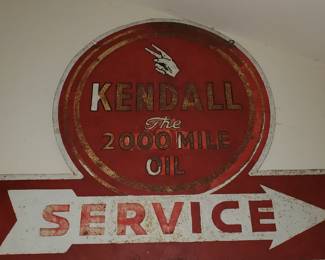 KENDALL
The
2000 MILE
OIL
SERVICE